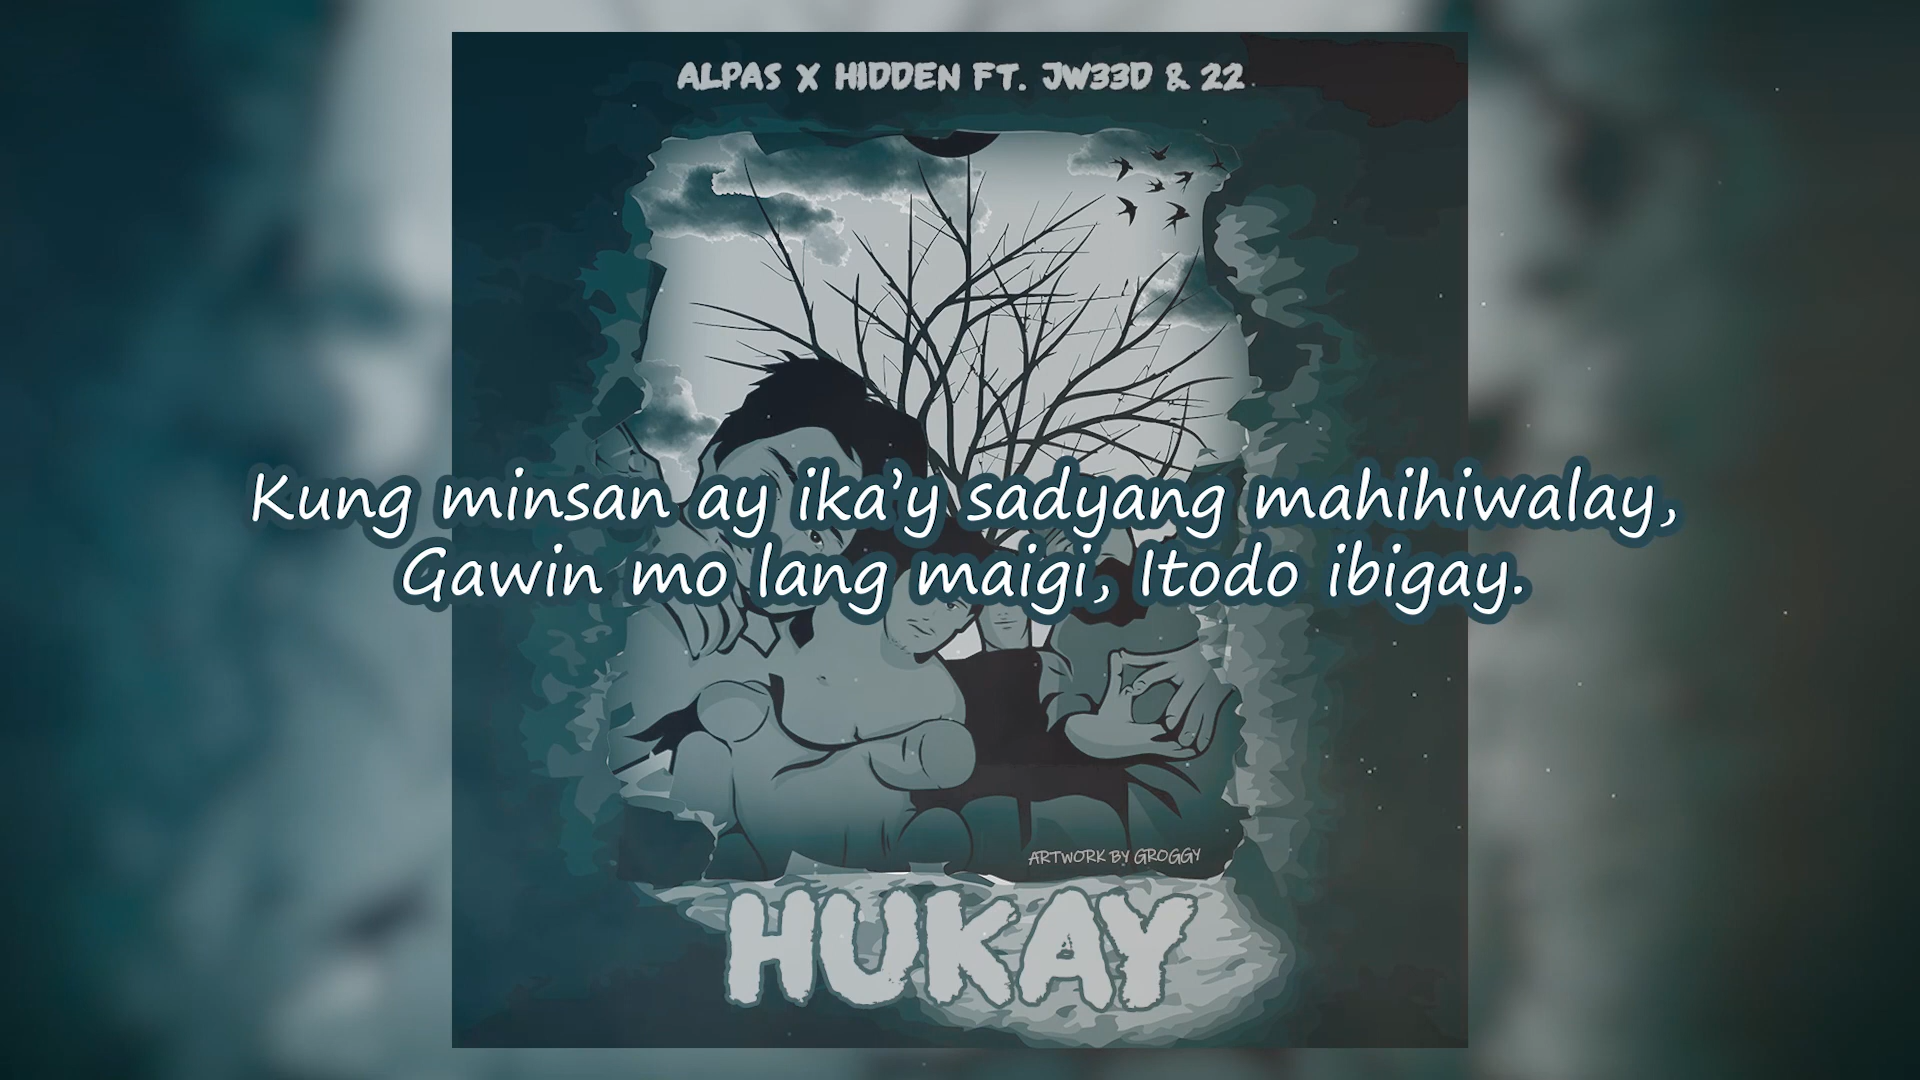 ALPAS X HIDDEN FT. JW33D & 22
Kung minsan ay ika’y sadyang mahihiwalay,
Gawin mo lang maigi, Itodo ibigay.
ARTWORK BY GROGGY
HUKAY